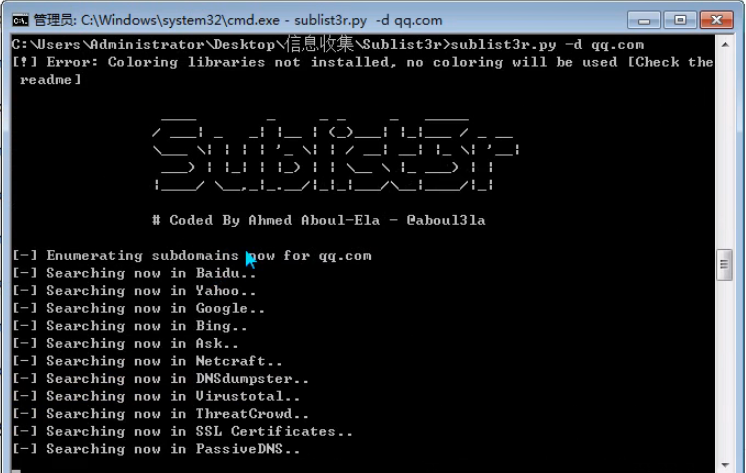 管理员: C:\Windows\system32\cmd.exe - sublist3r.py  -d qq.com
C:\Users\Administrator\Desktop\信息收集\Sublist3r>sublist3r.py -d qq.com
[!] Error: Coloring libraries not installed, no coloring will be used [Check the
 readme]
Sublist3r
# Coded By Ahmed Aboul-Ela - @aboul3la
[-] Enumerating subdomains now for qq.com
[-] Searching now in Baidu..
[-] Searching now in Yahoo..
[-] Searching now in Google..
[-] Searching now in Bing..
[-] Searching now in Ask..
[-] Searching now in Netcraft..
[-] Searching now in DNSdumpster..
[-] Searching now in Virustotal..
[-] Searching now in ThreatCrowd..
[-] Searching now in SSL Certificates..
[-] Searching now in PassiveDNS..